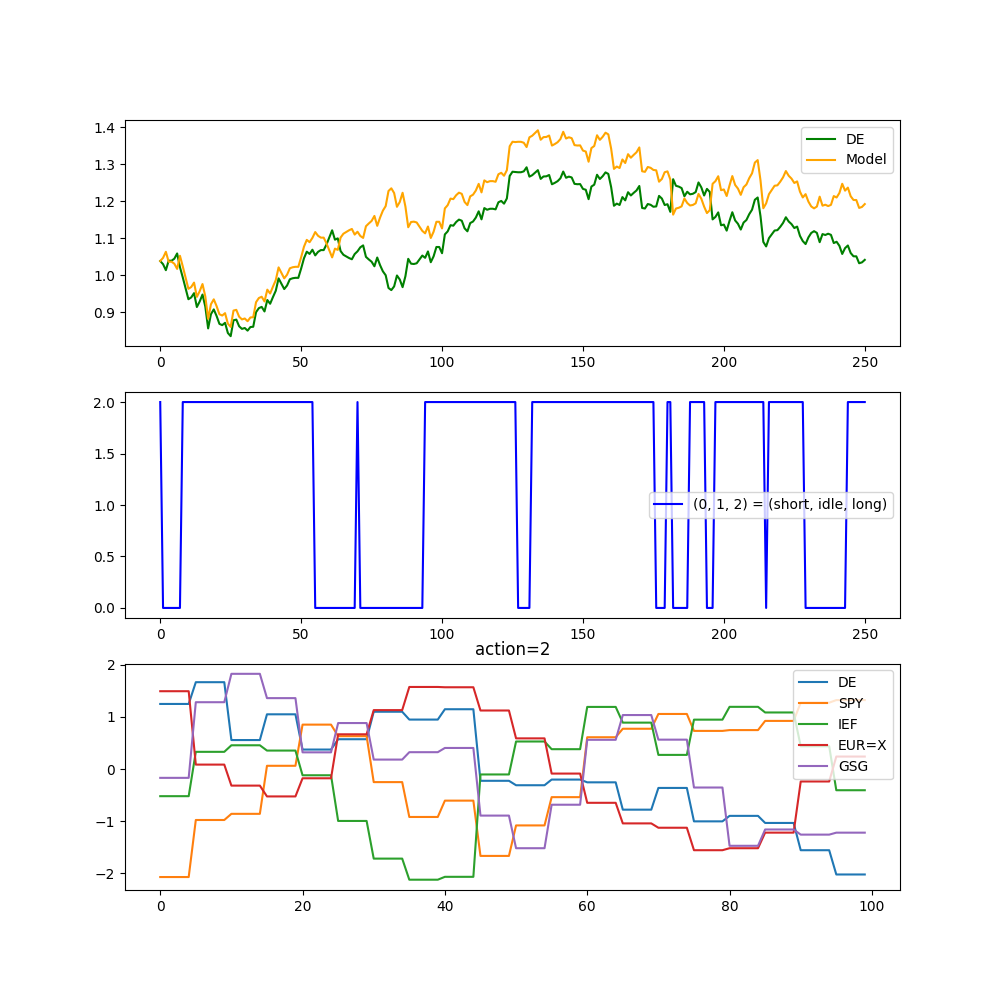 1.4
1.3
1.2
1.1
1.0
0.9
0 50 100 150 200 250
DE
Model
2.0
1.5
1.0
0.5
0.0
0 50 100 150 200 250
(0, 1, 2) = (short, idle, long)
action=2
2
1
0
−1
−2
0 20 40 60 80 100
DE
SPY
IEF
EUR=X
GSG